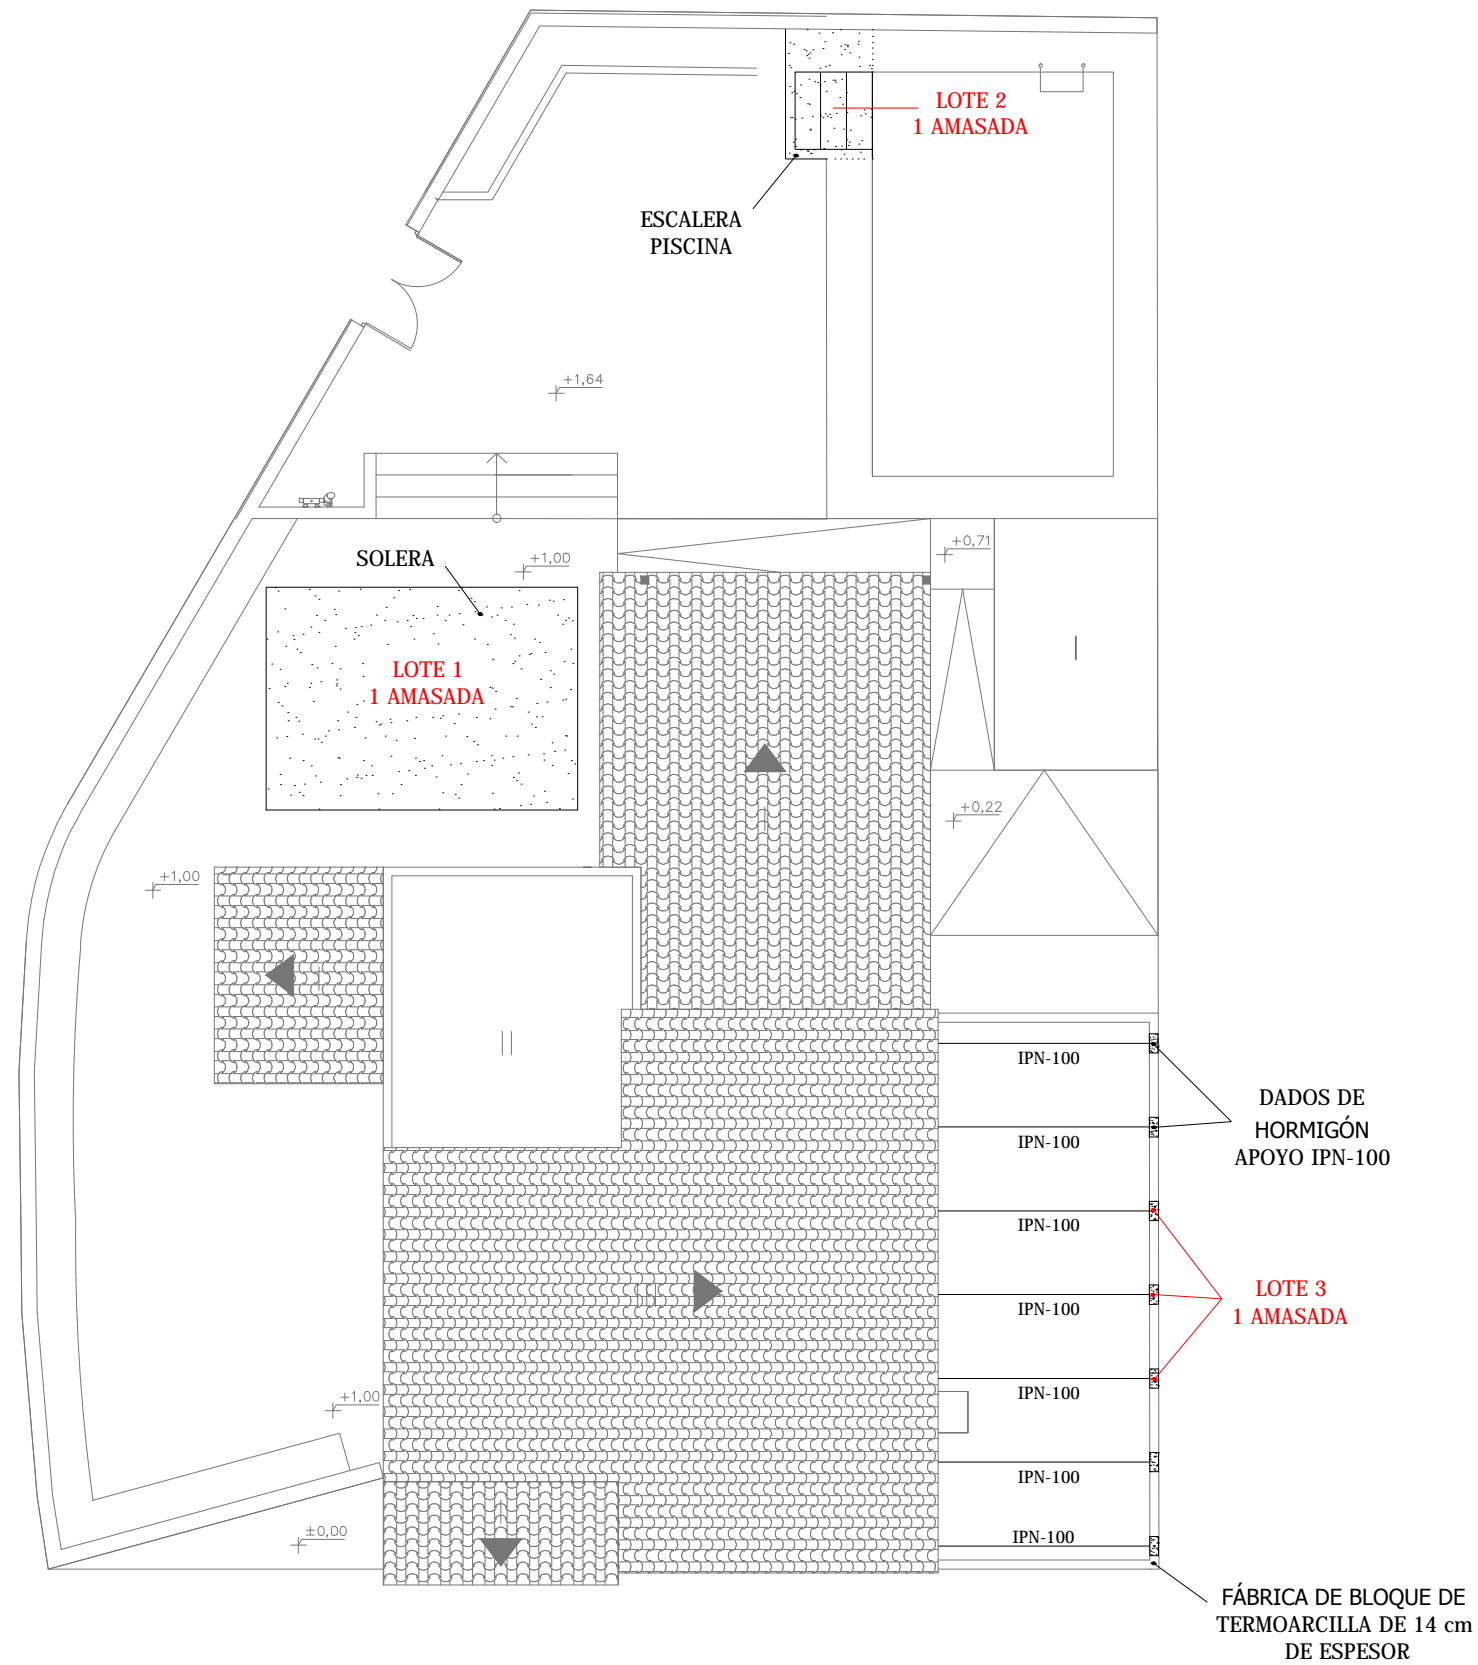 LOTE 2
1 AMASADA
ESCALERA
PISCINA
+1,64
SOLERA
+1,00
+0,71
LOTE 1
1 AMASADA
+0,22
+1,00
IPN-100
DADOS DE
HORMIGÓN
APOYO IPN-100
IPN-100
IPN-100
LOTE 3
1 AMASADA
IPN-100
+1,00
IPN-100
IPN-100
±0,00
IPN-100
FÁBRICA DE BLOQUE DE
TERMOARCILLA DE 14 cm
DE ESPESOR